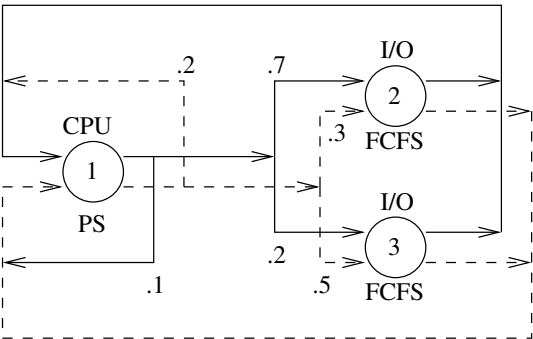 I/O
.2
.7
2
CPU
.3
FCFS
1
I/O
PS
3
.2
.1
.5
FCFS